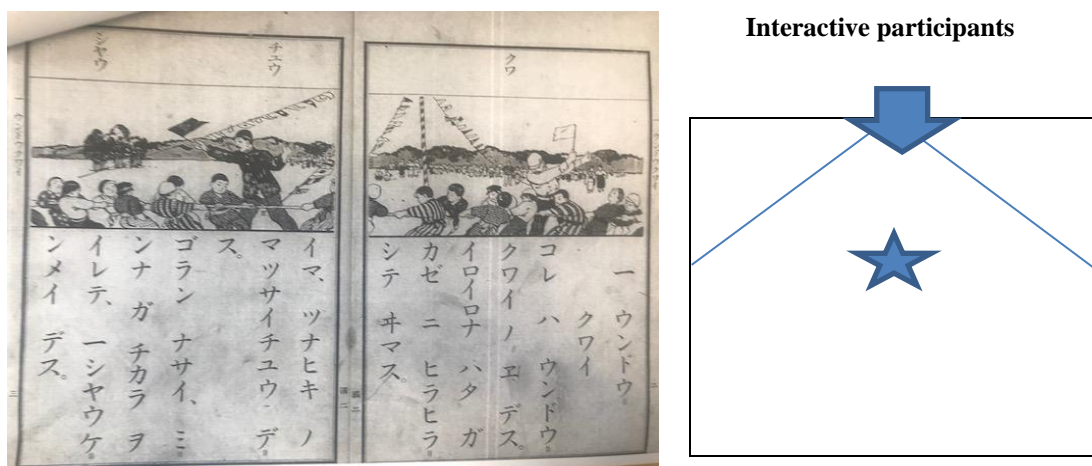 クワ
一 ウンドウ
クワイ
コレ ハ ウンドウ
クワイ ノ ヱ デス。
イロイロナ ハタ ガ
カゼ ニ ヒラヒラ
シテ ヰマス。
チユウ
シヤウ
イマ、 ツナヒキ ノ
マツサイチユウ デ
ス。
ゴラン ナサイ、 ミ
ンナ ガ チカラ ヲ
イレテ、 一シヤウケ
ンメイ デス。
三
Interactive participants